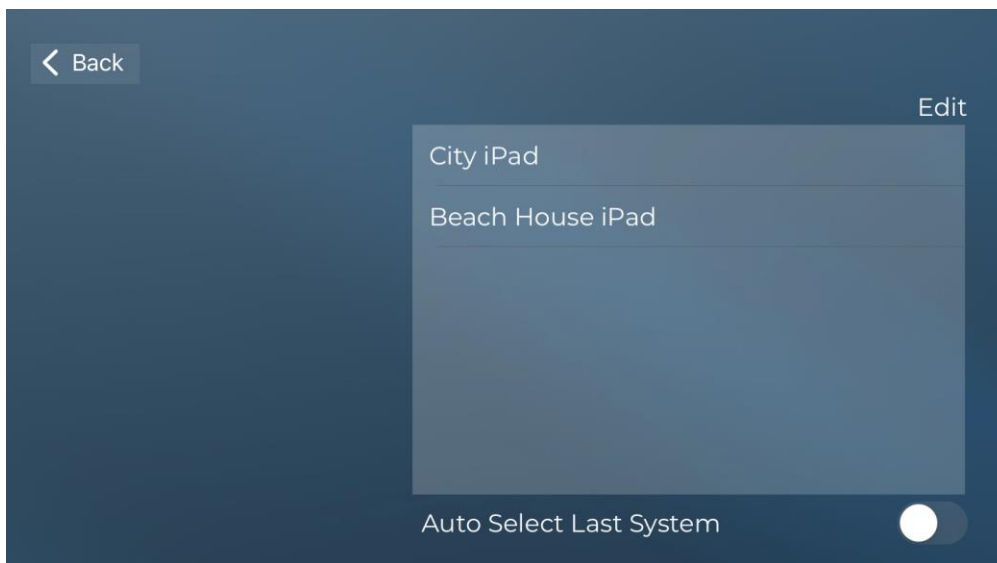 Back
Edit
City iPad
Beach House iPad
Auto Select Last System